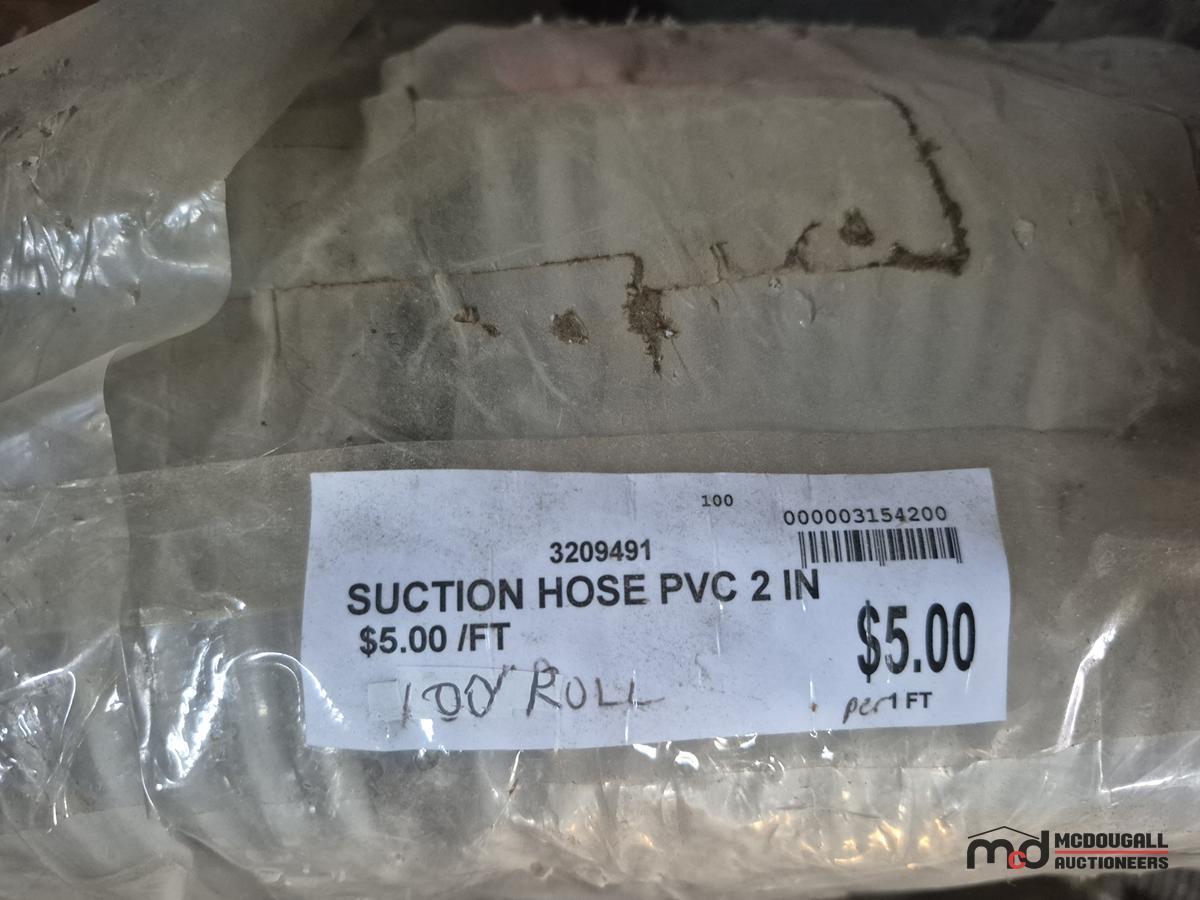 100
000003154200
3209491
SUCTION HOSE PVC 2 IN
$5.00 /FT
$5.00
100' ROLL
per 1 FT
mcd MCDOUGALL
AUCTIONEERS